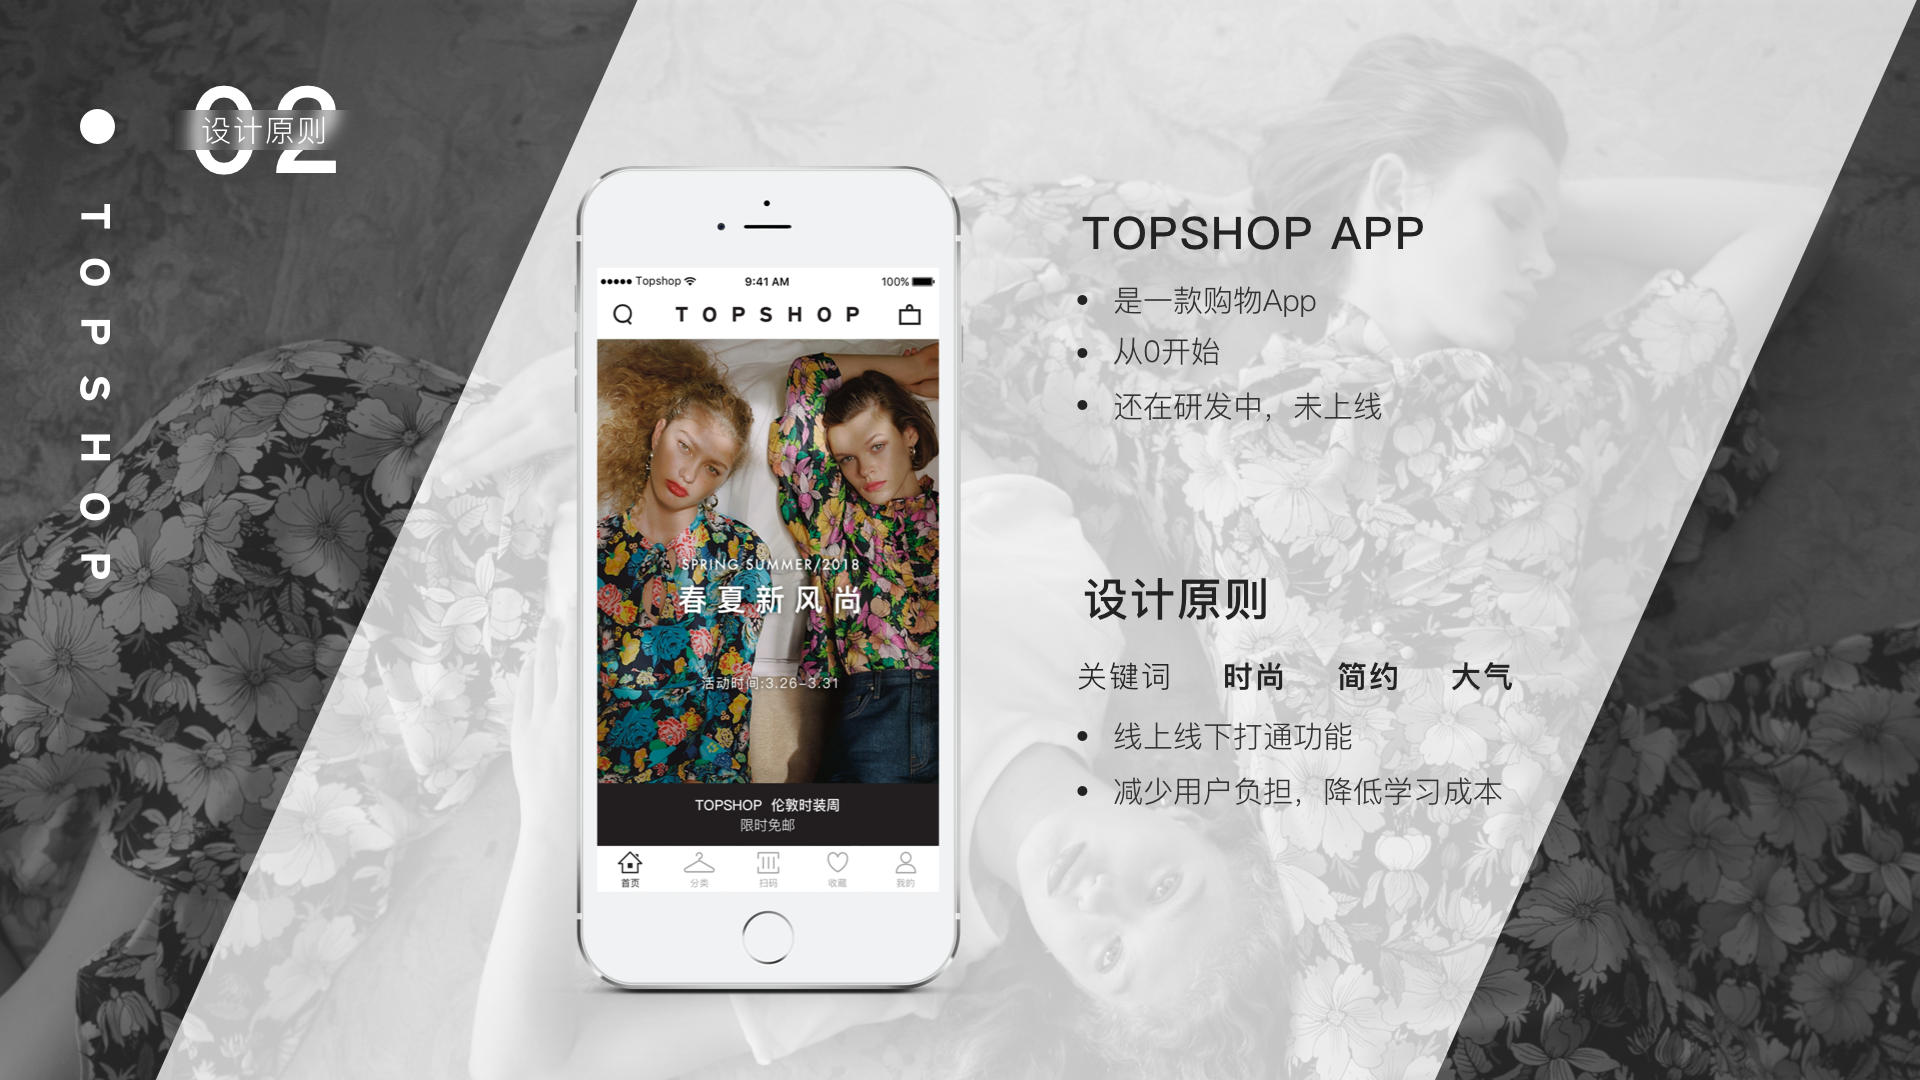 02
设计原则
TOPSHOP
●●●●● Topshop 9:41 AM 100%
TOPSHOP
SPRING SUMMER/2018
春夏新风尚
活动时间:3.26-3.31
TOPSHOP 伦敦时装周
限时免邮
首页 分类 扫码 收藏 我的
TOPSHOP APP
• 是一款购物App
• 从0开始
• 还在研发中，未上线
设计原则
关键词 时尚 简约 大气
• 线上线下打通功能
• 减少用户负担，降低学习成本